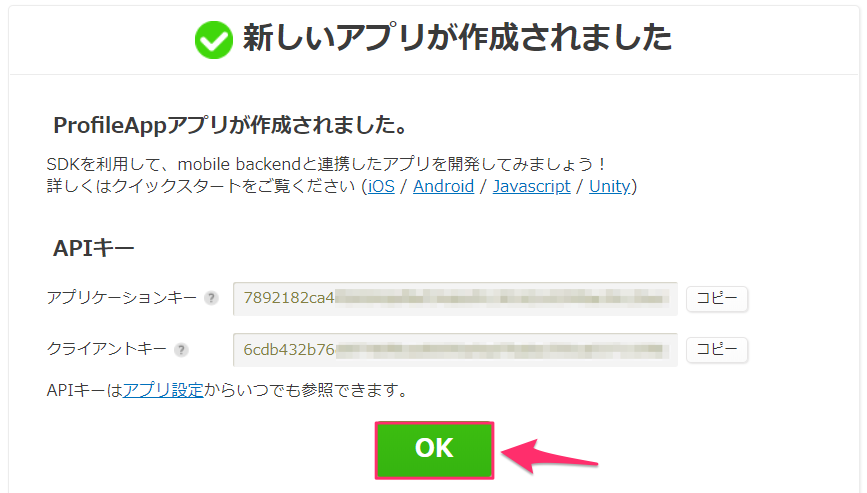 新しいアプリが作成されました
ProfileAppアプリが作成されました。
SDKを利用して、mobile backendと連携したアプリを開発してみましょう！
詳しくはクイックスタートをご覧ください (iOS / Android / Javascript / Unity)
APIキー
アプリケーションキー ? 7892182ca4 コピー
クライアントキー ? 6cdb432b76 コピー
APIキーはアプリ設定からいつでも参照できます。
OK